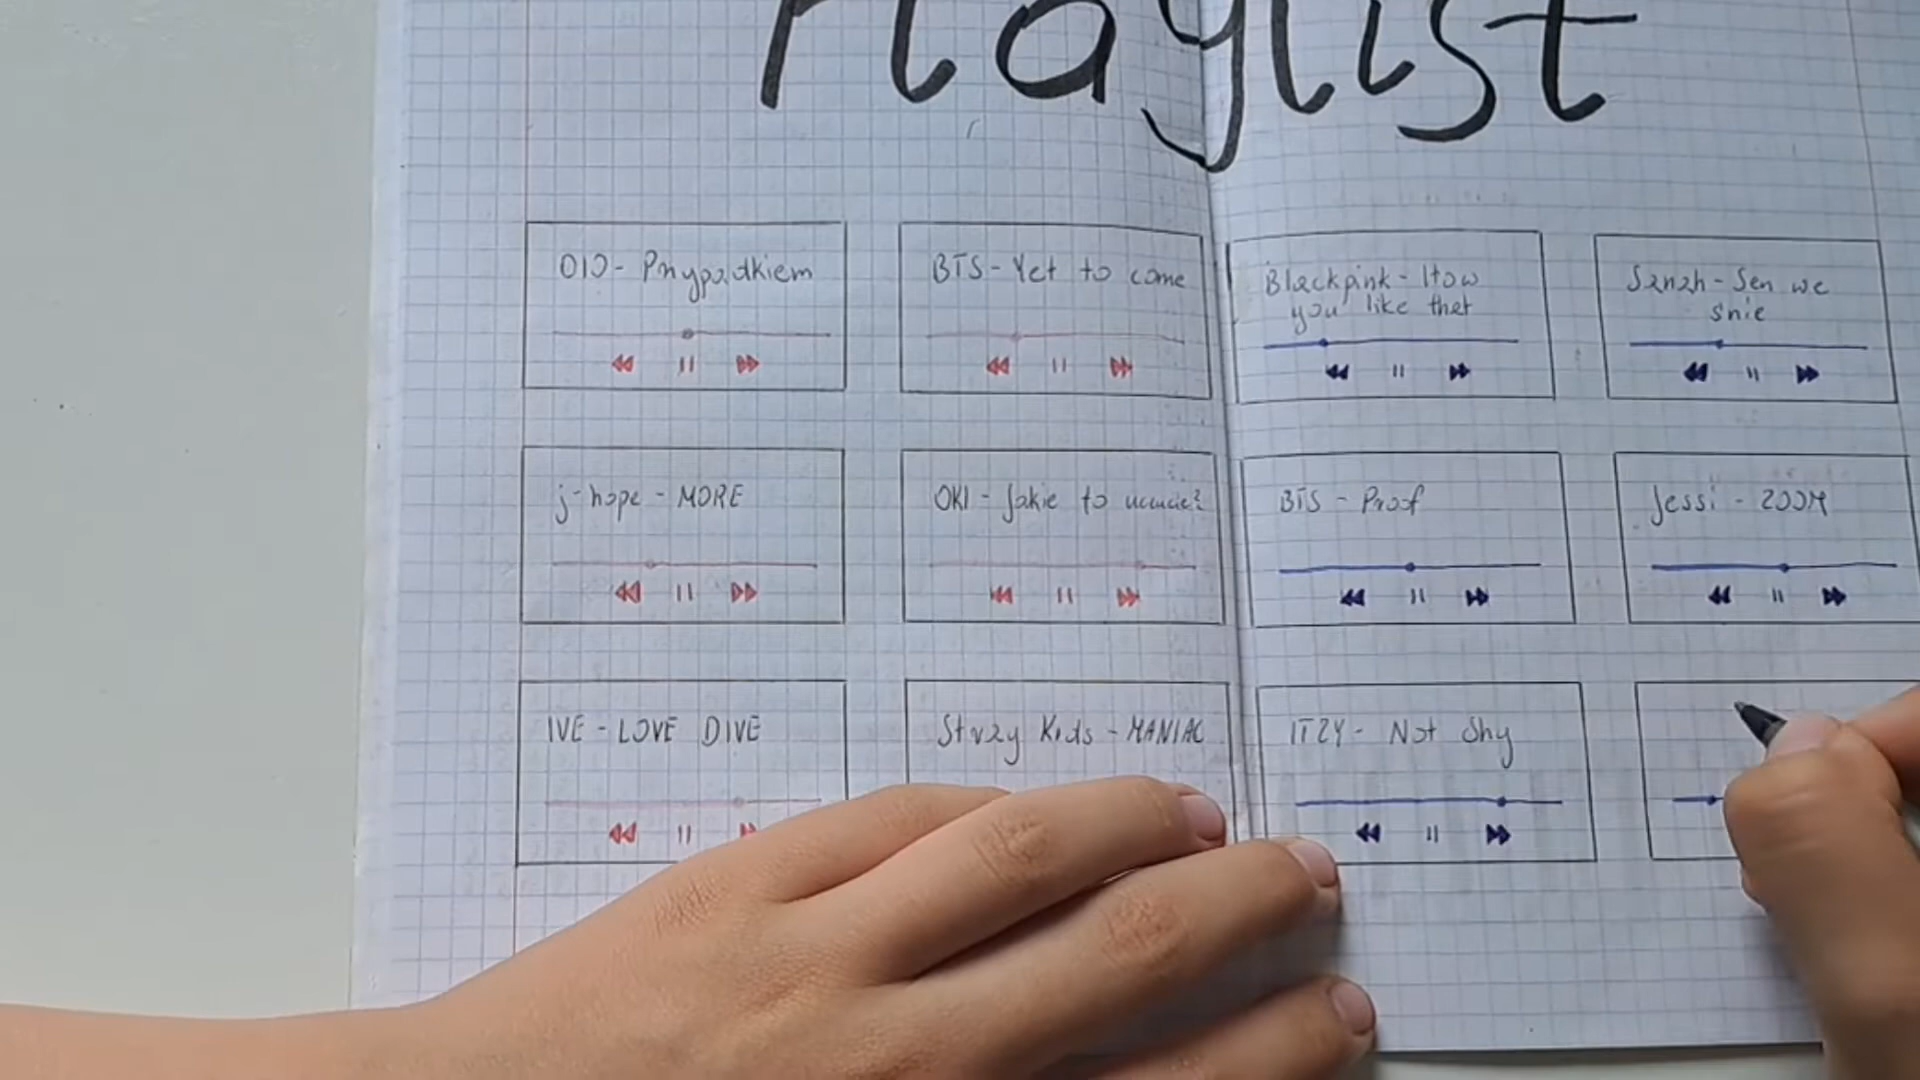 Playlist
OIO - Przypadkiem
BTS - Yet to come
Blackpink - How
you like that
Sanah - Sen we
śnie
j-hope - MORE
OKI - Jakie to uczucie?
BTS - Proof
Jessi - ZOOM
IVE - LOVE DIVE
Stray Kids - MANIAC
ITZY - Not Shy